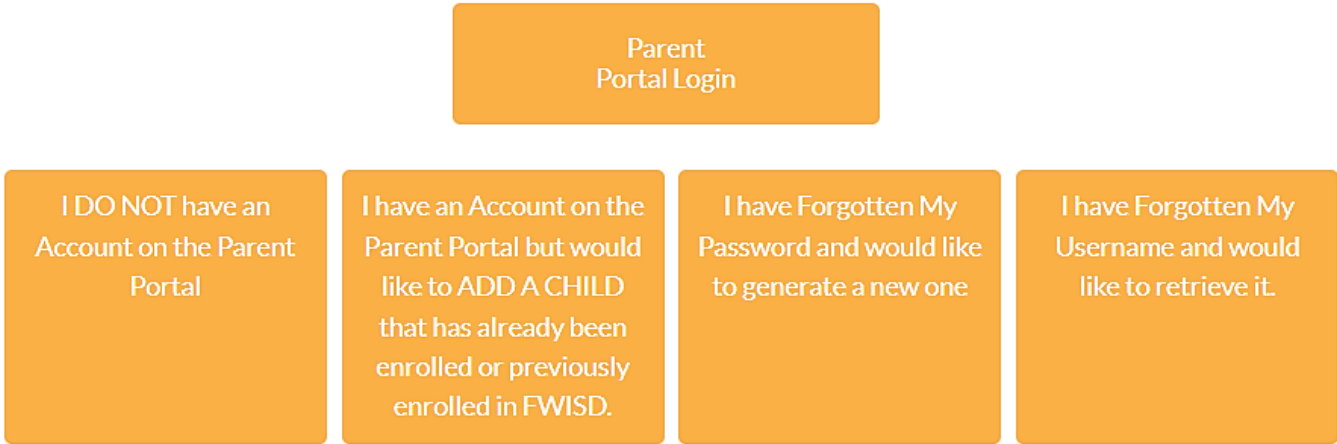 Parent
Portal Login
I DO NOT have an
Account on the Parent
Portal
I have an Account on the
Parent Portal but would
like to ADD A CHILD
that has already been
enrolled or previously
enrolled in FWISD.
I have Forgotten My
Password and would like
to generate a new one
I have Forgotten My
Username and would
like to retrieve it.